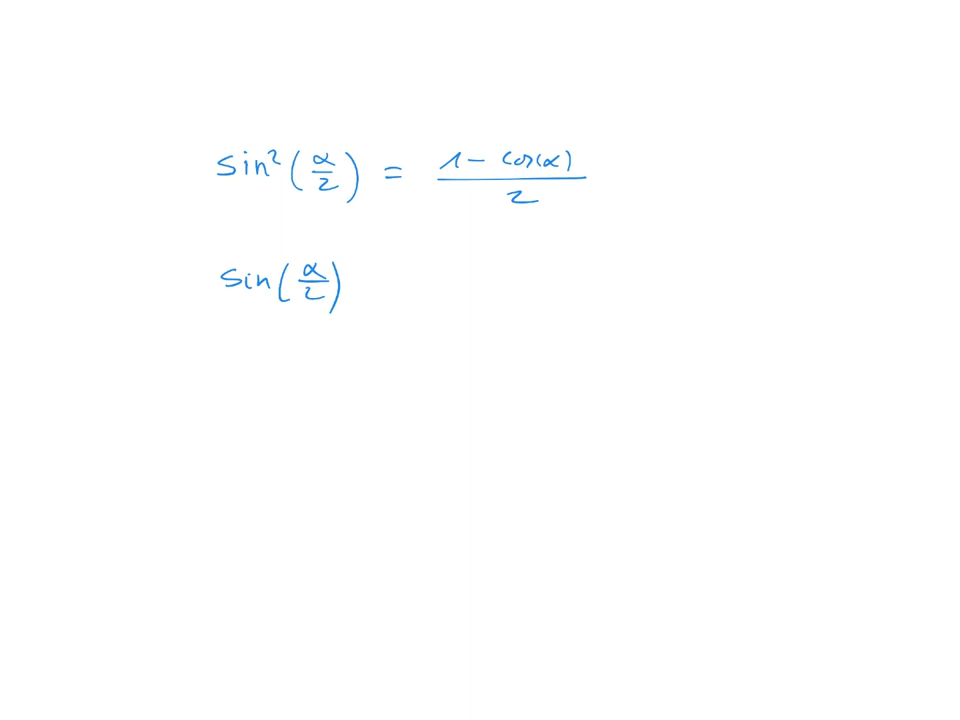 sin²(α/2) = (1 - cos(α))/2
sin(α/2)